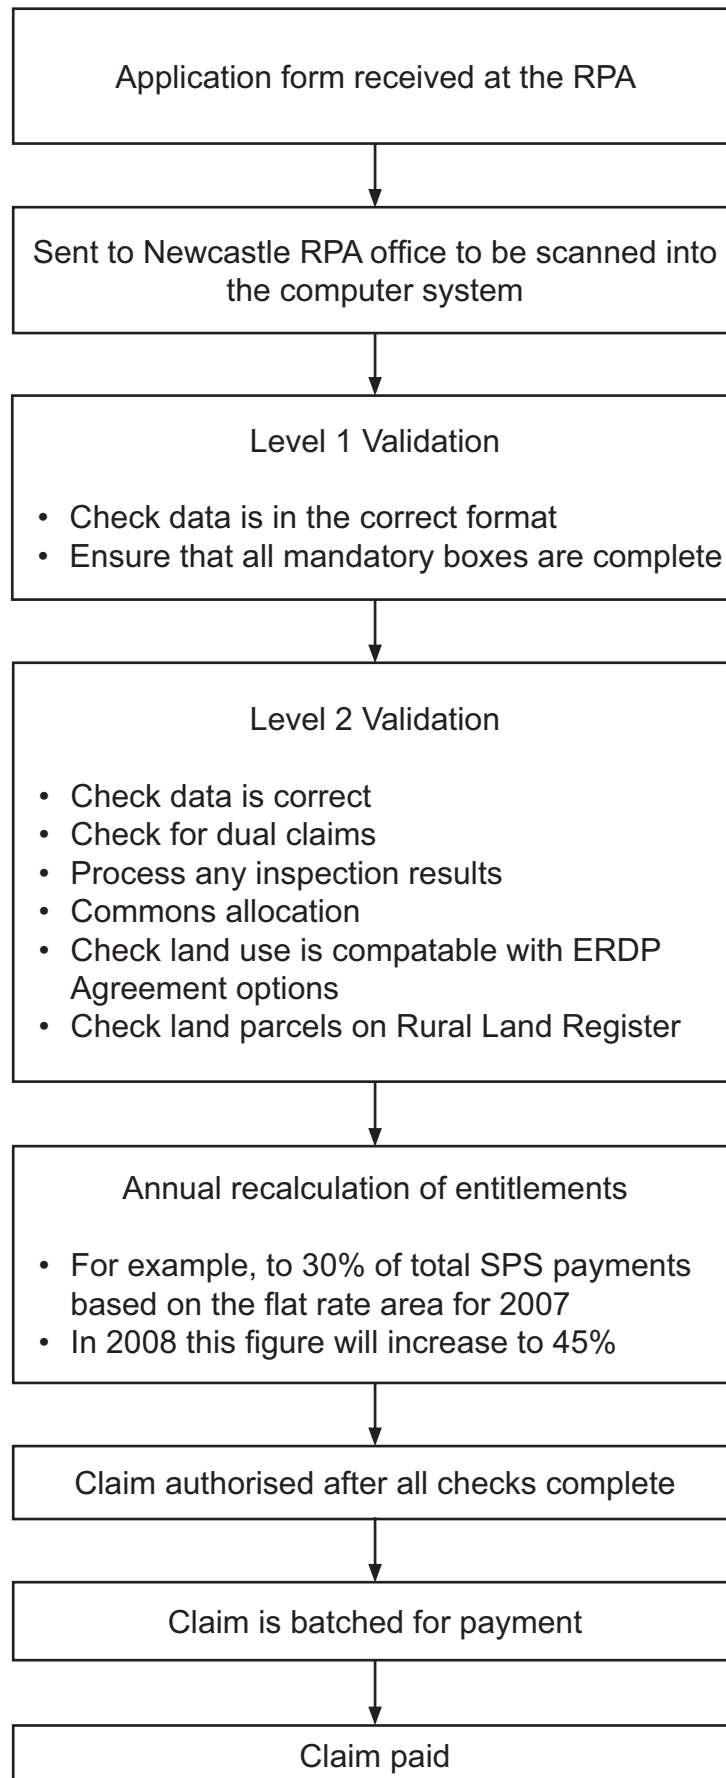 Application form received at the RPA
Sent to Newcastle RPA office to be scanned into
the computer system
Level 1 Validation
• Check data is in the correct format
• Ensure that all mandatory boxes are complete
Level 2 Validation
• Check data is correct
• Check for dual claims
• Process any inspection results
• Commons allocation
• Check land use is compatable with ERDP
Agreement options
• Check land parcels on Rural Land Register
Annual recalculation of entitlements
• For example, to 30% of total SPS payments
based on the flat rate area for 2007
• In 2008 this figure will increase to 45%
Claim authorised after all checks complete
Claim is batched for payment
Claim paid